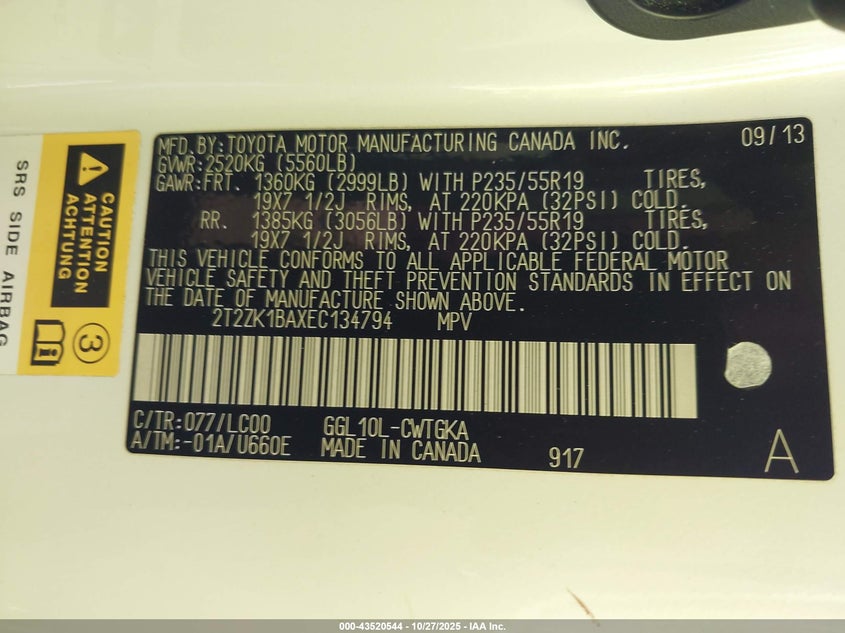 MFD. BY: TOYOTA MOTOR MANUFACTURING CANADA INC. 09/13
GVWR: 2520KG (5560LB)
GAWR: FRT. 1360KG (2999LB) WITH P235/55R19 TIRES,
19X7 1/2J RIMS, AT 220KPA (32PSI) COLD.
RR. 1385KG (3056LB) WITH P235/55R19 TIRES,
19X7 1/2J RIMS, AT 220KPA (32PSI) COLD.
THIS VEHICLE CONFORMS TO ALL APPLICABLE FEDERAL MOTOR
VEHICLE SAFETY AND THEFT PREVENTION STANDARDS IN EFFECT ON
THE DATE OF MANUFACTURE SHOWN ABOVE.
2T2ZK1BAXEC134794 MPV
C/TR: 077/LC00 GGL10L-CWTGKA
A/TM: -01A/U660E MADE IN CANADA 917 A
CAUTION
ATTENTION
ACHTUNG
3
SRS SIDE AIRBAG
000-43520544 - 10/27/2025 - IAA Inc.